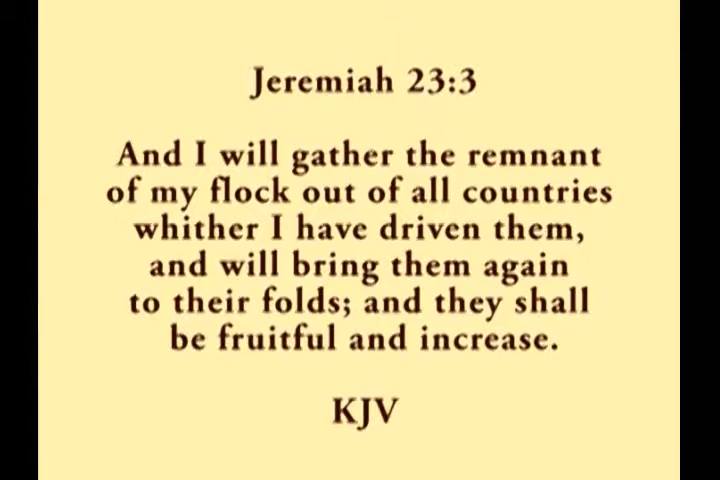 Jeremiah 23:3
And I will gather the remnant
of my flock out of all countries
whither I have driven them,
and will bring them again
to their folds; and they shall
be fruitful and increase.
KJV